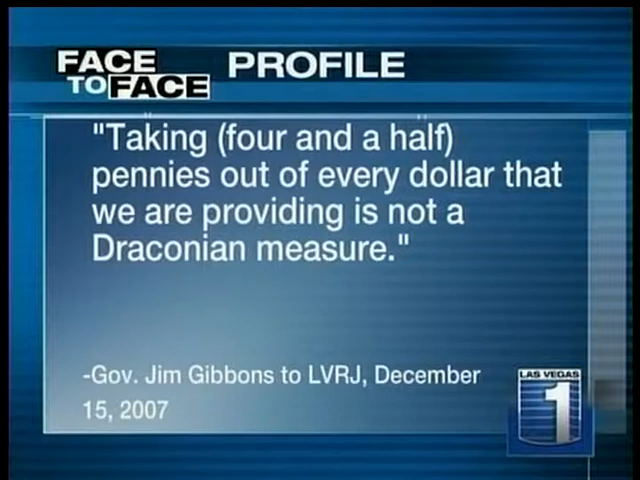 FACE
TO FACE
PROFILE
"Taking (four and a half)
pennies out of every dollar that
we are providing is not a
Draconian measure."
-Gov. Jim Gibbons to LVRJ, December
15, 2007
LAS VEGAS
1